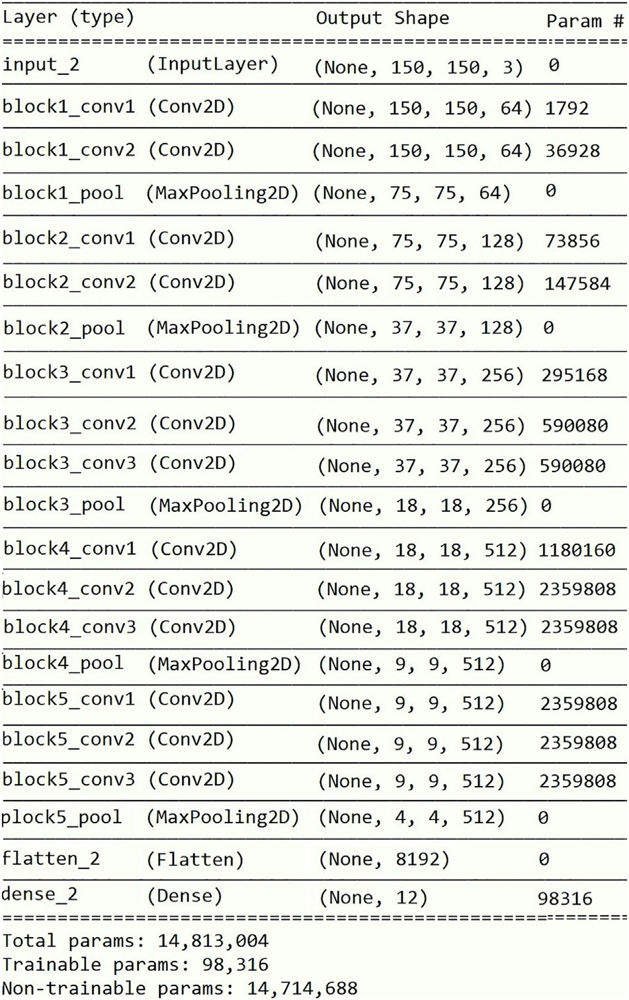 Layer (type) Output Shape Param #
================================================================
input_2 (InputLayer) (None, 150, 150, 3) 0
block1_conv1 (Conv2D) (None, 150, 150, 64) 1792
block1_conv2 (Conv2D) (None, 150, 150, 64) 36928
block1_pool (MaxPooling2D) (None, 75, 75, 64) 0
block2_conv1 (Conv2D) (None, 75, 75, 128) 73856
block2_conv2 (Conv2D) (None, 75, 75, 128) 147584
block2_pool (MaxPooling2D) (None, 37, 37, 128) 0
block3_conv1 (Conv2D) (None, 37, 37, 256) 295168
block3_conv2 (Conv2D) (None, 37, 37, 256) 590080
block3_conv3 (Conv2D) (None, 37, 37, 256) 590080
block3_pool (MaxPooling2D) (None, 18, 18, 256) 0
block4_conv1 (Conv2D) (None, 18, 18, 512) 1180160
block4_conv2 (Conv2D) (None, 18, 18, 512) 2359808
block4_conv3 (Conv2D) (None, 18, 18, 512) 2359808
block4_pool (MaxPooling2D) (None, 9, 9, 512) 0
block5_conv1 (Conv2D) (None, 9, 9, 512) 2359808
block5_conv2 (Conv2D) (None, 9, 9, 512) 2359808
block5_conv3 (Conv2D) (None, 9, 9, 512) 2359808
plock5_pool (MaxPooling2D) (None, 4, 4, 512) 0
flatten_2 (Flatten) (None, 8192) 0
dense_2 (Dense) (None, 12) 98316
================================================================
Total params: 14,813,004
Trainable params: 98,316
Non-trainable params: 14,714,688